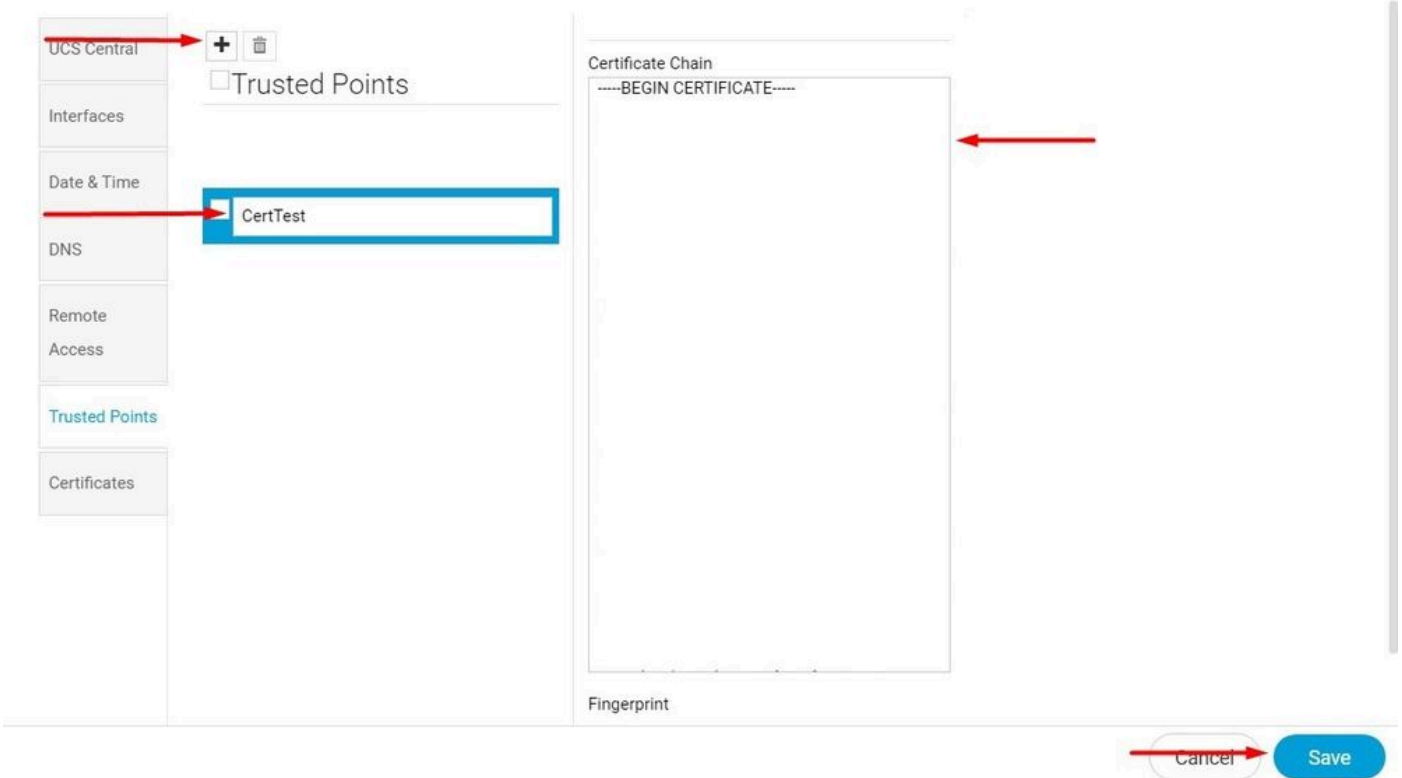 UCS Central
Interfaces
Date & Time
DNS
Remote
Access
Trusted Points
Certificates
+
Trusted Points
CertTest
Certificate Chain
-----BEGIN CERTIFICATE-----
Fingerprint
Cancel
Save